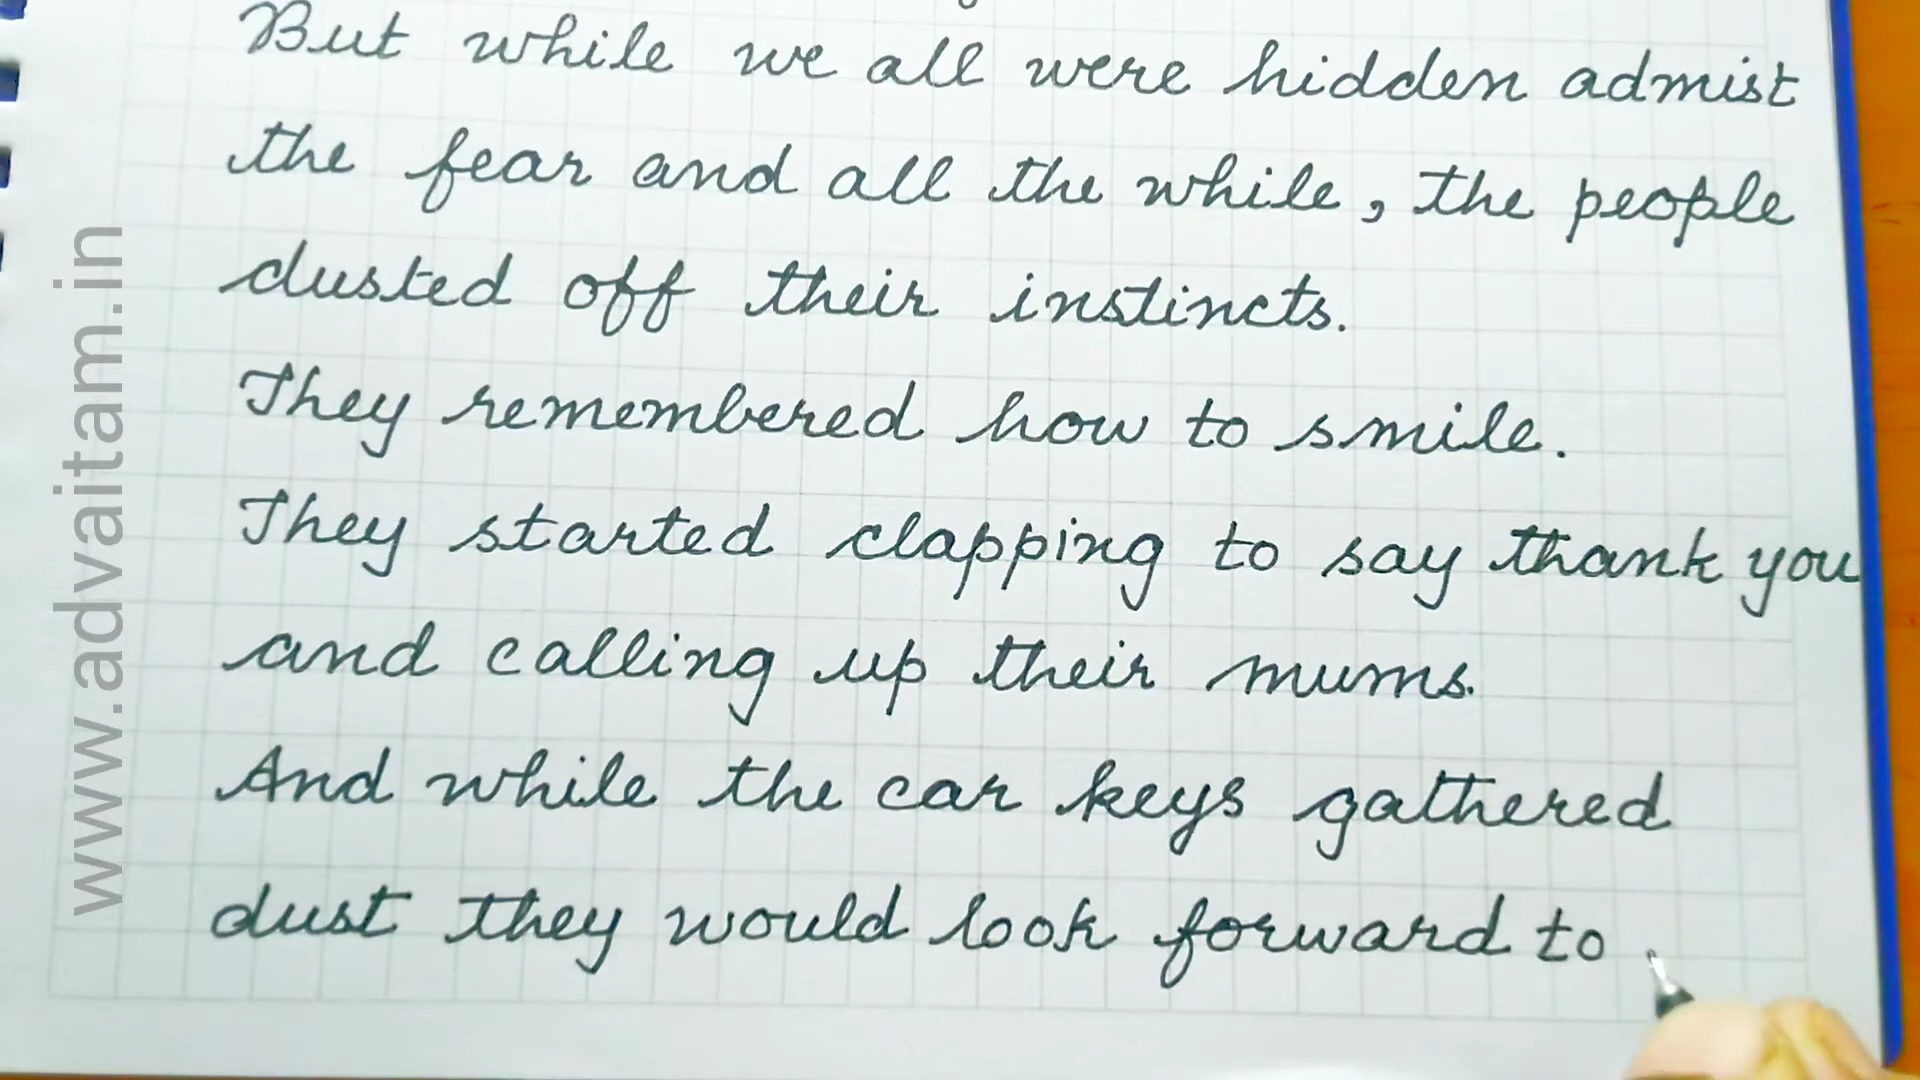 But while we all were hidden admist
the fear and all the while, the people
dusted off their instincts.
They remembered how to smile.
They started clapping to say thank you
and calling up their mums.
And while the car keys gathered
dust they would look forward to
www.advaitam.in